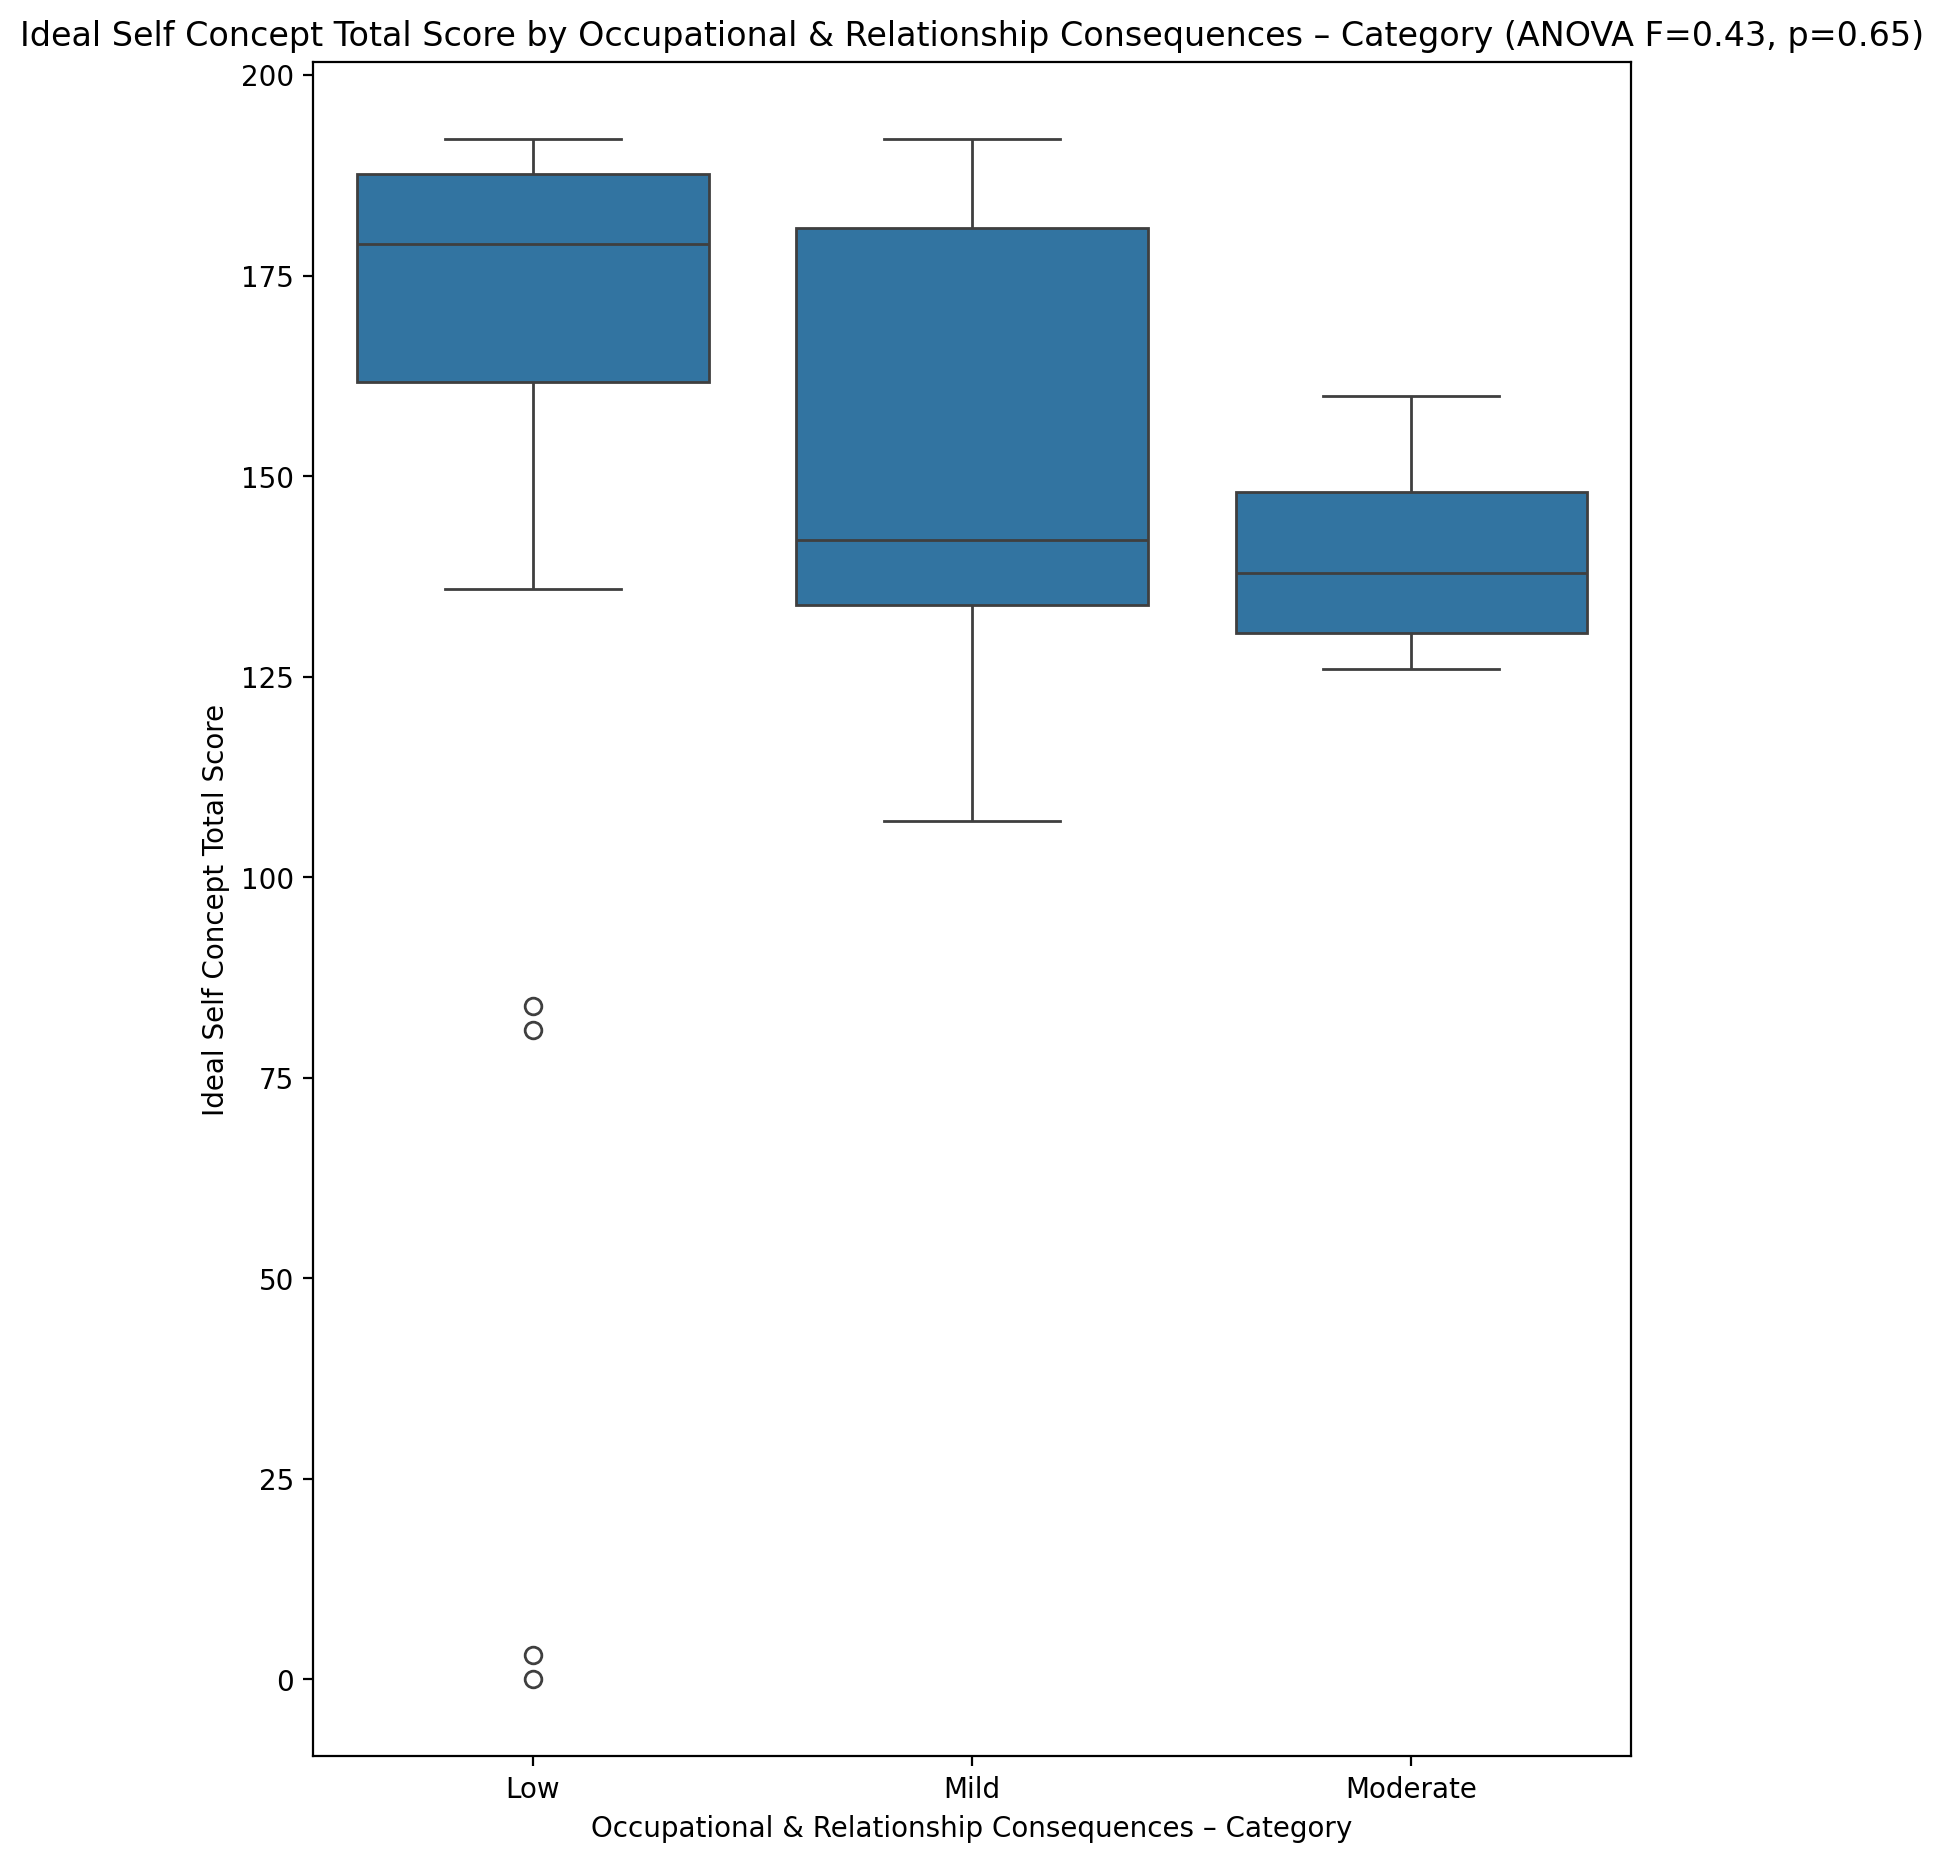 Ideal Self Concept Total Score by Occupational & Relationship Consequences – Category (ANOVA F=0.43, p=0.65)
Ideal Self Concept Total Score
200
175
150
125
100
75
50
25
0
Low Mild Moderate
Occupational & Relationship Consequences – Category